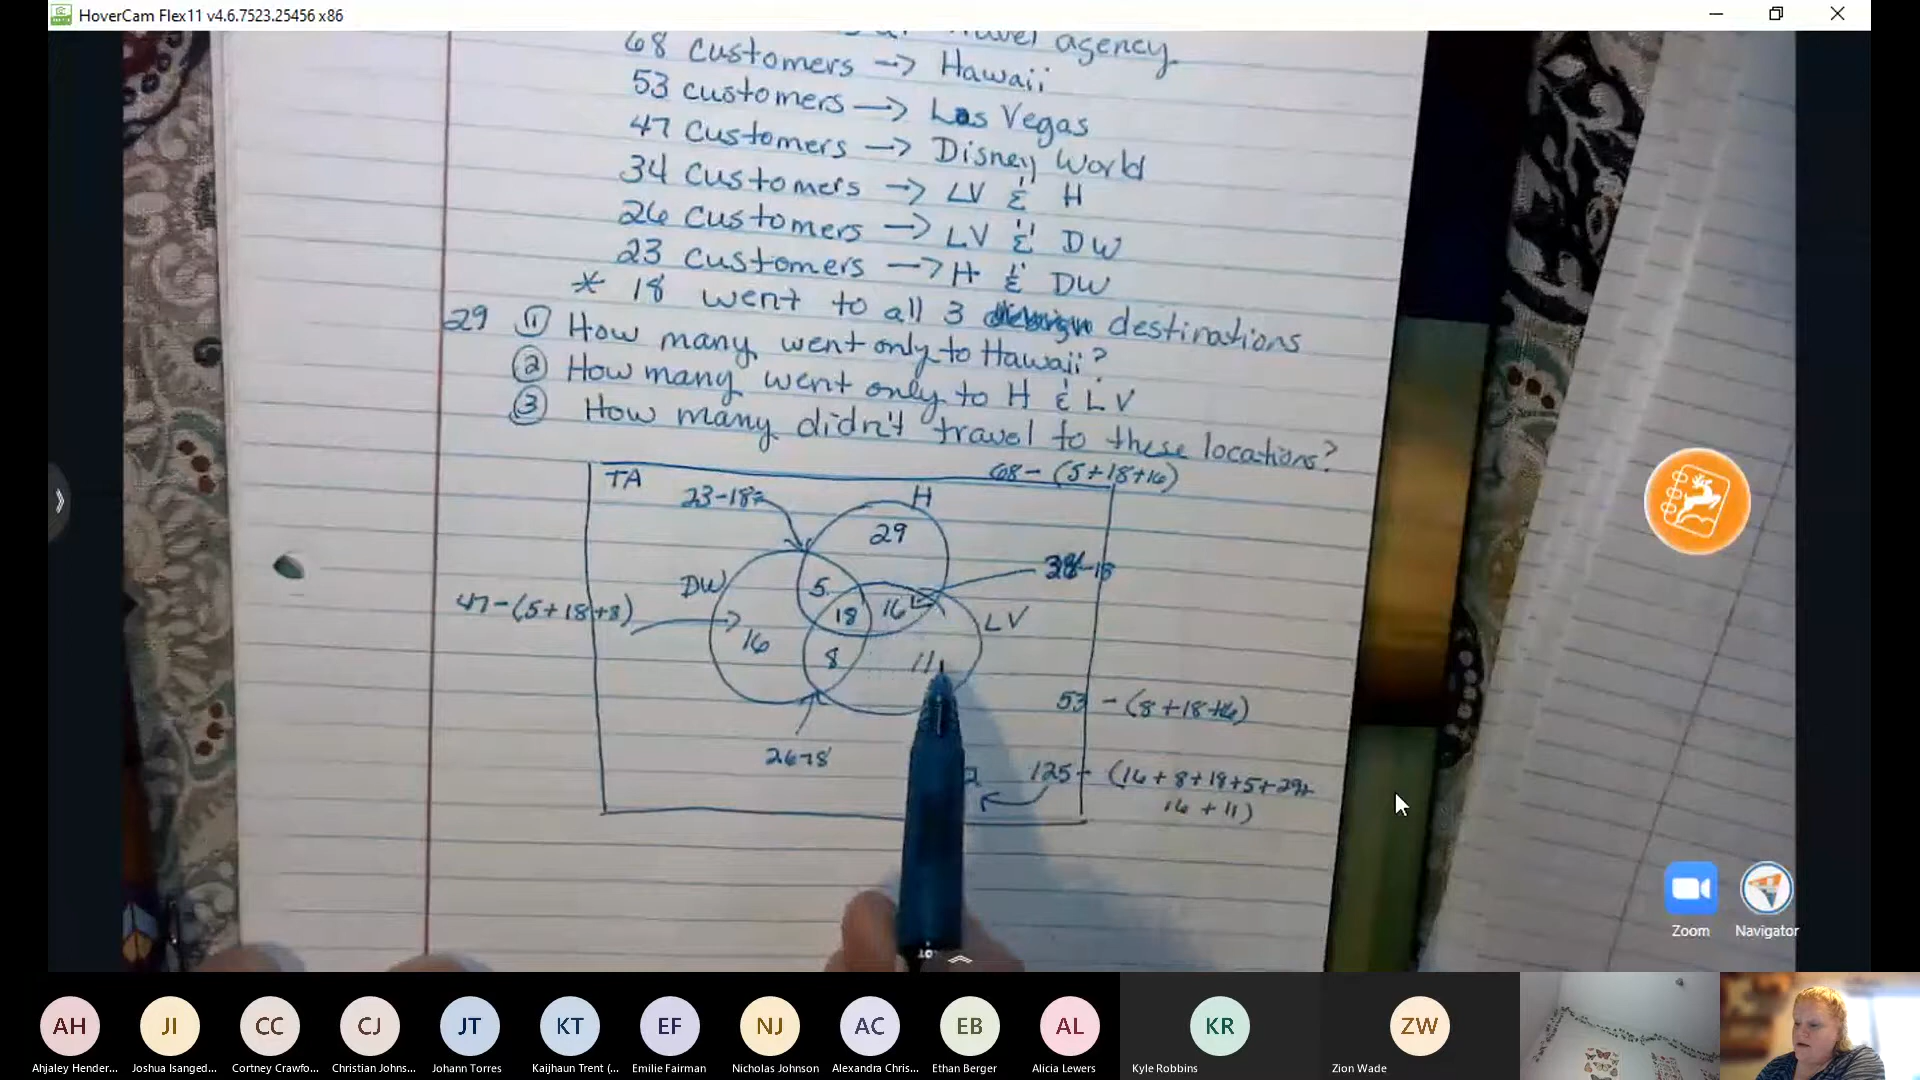 HoverCam Flex11 v4.6.7523.25456 x86
Travel agency
68 customers → Hawaii
53 customers → Las Vegas
47 customers → Disney World
34 customers → LV & H
26 customers → LV & DW
23 customers → H & DW
* 18 went to all 3 destinations
29 ① How many went only to Hawaii?
② How many went only to H & LV
③ How many didn't travel to these locations?
TA
68 - (5+18+16)
23-18=
H
29
DW
5
-18
47-(5+18+8)
18
16
LV
16
8
11
53 - (8+18+16)
26-18
2
125 - (16+8+18+5+29+
16 + 11)
Zoom
Navigator
AH
JI
CC
CJ
JT
KT
EF
NJ
AC
EB
AL
KR
ZW
Ahjaley Hender...
Joshua Isanged...
Cortney Crawfo...
Christian Johns...
Johann Torres
Kaijhaun Trent (...
Emilie Fairman
Nicholas Johnson
Alexandra Chris...
Ethan Berger
Alicia Lewers
Kyle Robbins
Zion Wade